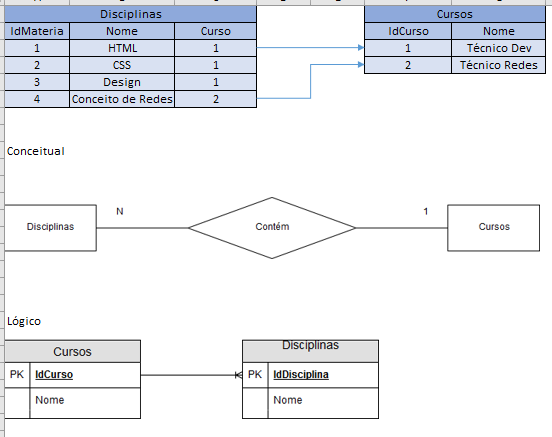 Disciplinas Cursos
IdMateria Nome Curso IdCurso Nome
1 HTML 1 1 Técnico Dev
2 CSS 1 2 Técnico Redes
3 Design 1
4 Conceito de Redes 2
Conceitual
N 1
Disciplinas Contém Cursos
Lógico
Cursos Disciplinas
PK IdCurso PK IdDisciplina
Nome Nome